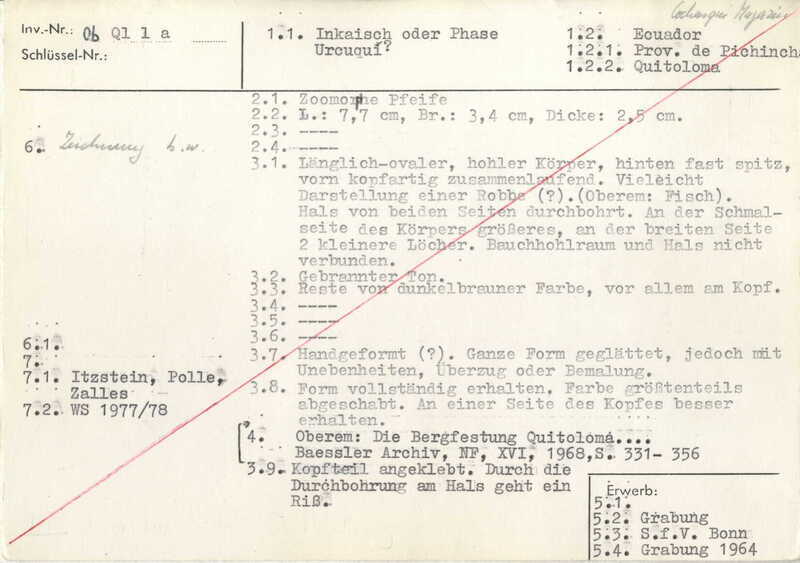 Cochasqui Magazin
Inv.-Nr.: Ob Ql 1 a
Schlüssel-Nr.:
1.1. Inkaisch oder Phase
Urcuquí?
1.2. Ecuador
1.2.1. Prov. de Pichincha
1.2.2. Quitoloma
2.1. Zoomorphe Pfeife
2.2. L.: 7,7 cm, Br.: 3,4 cm, Dicke: 2,5 cm.
2.3. ----
6. Zeichnung s.w.
2.4. ----
3.1. Länglich-ovaler, hohler Körper, hinten fast spitz,
vorn kopfartig zusammenlaufend. Vieleicht
Darstellung einer Robbe (?).(Oberem: Fisch).
Hals von beiden Seiten durchbohrt. An der Schmal-
seite des Körpers größeres, an der breiten Seite
2 kleinere Löcher. Bauchhohlraum und Hals nicht
verbunden.
3.2. Gebrannter Ton.
3.3. Reste von dunkelbrauner Farbe, vor allem am Kopf.
3.4. ----
3.5. ----
3.6. ----
6.1.
7.
7.1. Itzstein, Polle,
Zalles
7.2. WS 1977/78
3.7. Handgeformt (?). Ganze Form geglättet, jedoch mit
Unebenheiten, Überzug oder Bemalung.
3.8. Form vollständig erhalten, Farbe größtenteils
abgeschabt. An einer Seite des Kopfes besser
erhalten.
4. Oberem: Die Bergfestung Quitoloma....
Baessler Archiv, NF, XVI, 1968,S. 331- 356
3.9. Kopfteil angeklebt. Durch die
Durchbohrung am Hals geht ein
Riß.
Erwerb:
5.1.
5.2. Grabung
5.3. S.f.V. Bonn
5.4. Grabung 1964